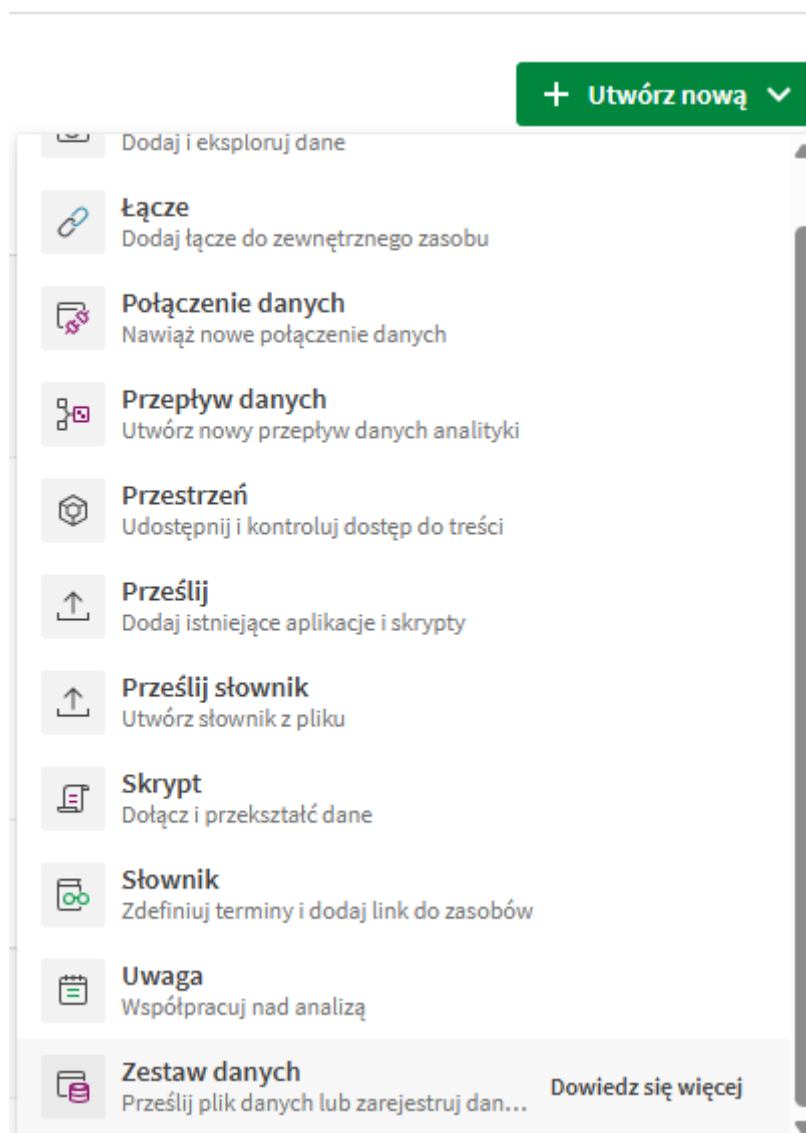 Utwórz nową
Dodaj i eksploruj dane
Łącze
Dodaj łącze do zewnętrznego zasobu
Połączenie danych
Nawiąż nowe połączenie danych
Przepływ danych
Utwórz nowy przepływ danych analityki
Przestrzeń
Udostępnij i kontroluj dostęp do treści
Prześlij
Dodaj istniejące aplikacje i skrypty
Prześlij słownik
Utwórz słownik z pliku
Skrypt
Dołącz i przekształć dane
Słownik
Zdefiniuj terminy i dodaj link do zasobów
Uwaga
Współpracuj nad analizą
Zestaw danych
Prześlij plik danych lub zarejestruj dan...
Dowiedz się więcej